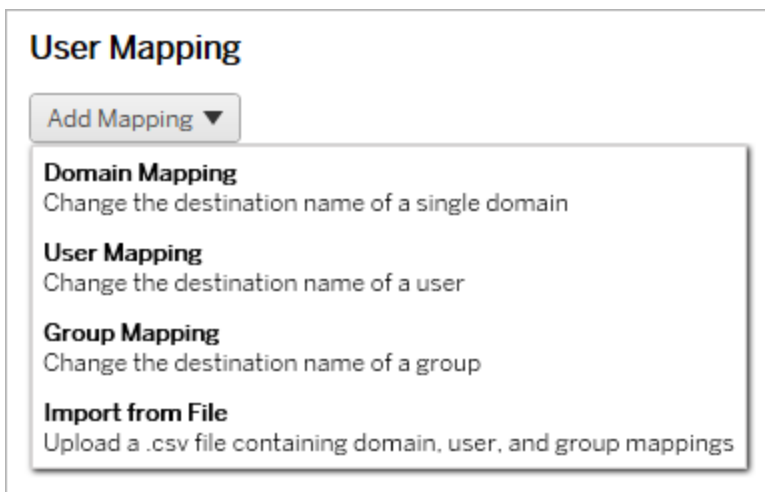 User Mapping
Add Mapping ▼
Domain Mapping
Change the destination name of a single domain
User Mapping
Change the destination name of a user
Group Mapping
Change the destination name of a group
Import from File
Upload a .csv file containing domain, user, and group mappings